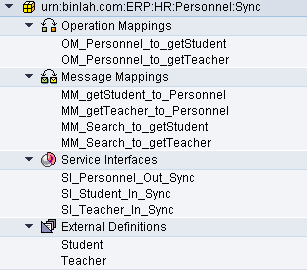 urn:binlah.com:ERP:HR:Personnel:Sync
Operation Mappings
OM_Personnel_to_getStudent
OM_Personnel_to_getTeacher
Message Mappings
MM_getStudent_to_Personnel
MM_getTeacher_to_Personnel
MM_Search_to_getStudent
MM_Search_to_getTeacher
Service Interfaces
SI_Personnel_Out_Sync
SI_Student_In_Sync
SI_Teacher_In_Sync
External Definitions
Student
Teacher